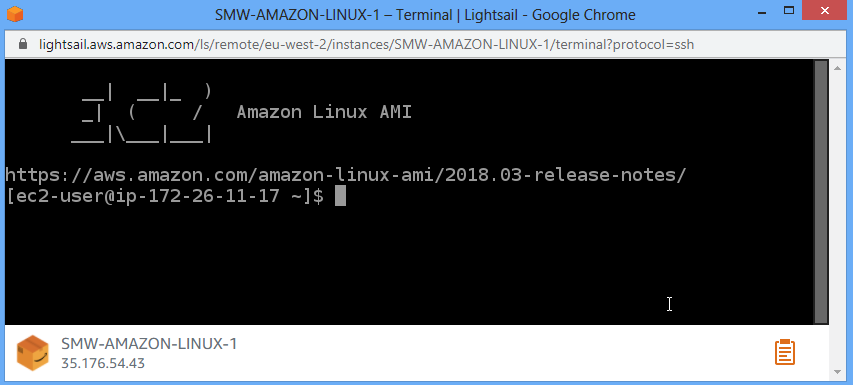 SMW-AMAZON-LINUX-1 – Terminal | Lightsail - Google Chrome
lightsail.aws.amazon.com/ls/remote/eu-west-2/instances/SMW-AMAZON-LINUX-1/terminal?protocol=ssh
__|  __|_  )
_|  (     /   Amazon Linux AMI
___|\___|___|
https://aws.amazon.com/amazon-linux-ami/2018.03-release-notes/
[ec2-user@ip-172-26-11-17 ~]$
SMW-AMAZON-LINUX-1
35.176.54.43